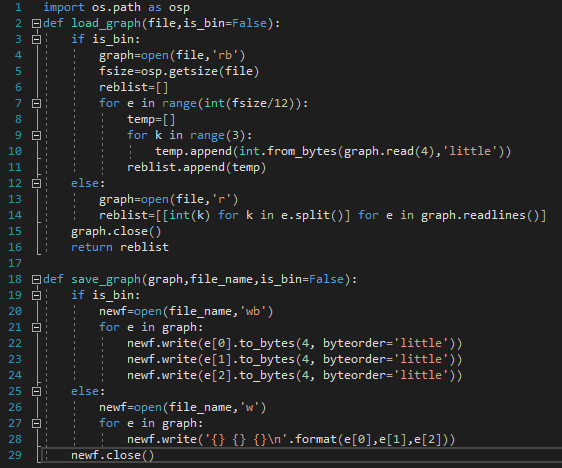 1 import os.path as osp
2 def load_graph(file,is_bin=False):
3     if is_bin:
4         graph=open(file,'rb')
5         fsize=osp.getsize(file)
6         reblist=[]
7         for e in range(int(fsize/12)):
8             temp=[]
9             for k in range(3):
10                 temp.append(int.from_bytes(graph.read(4),'little'))
11             reblist.append(temp)
12     else:
13         graph=open(file,'r')
14         reblist=[[int(k) for k in e.split()] for e in graph.readlines()]
15     graph.close()
16     return reblist
17
18 def save_graph(graph,file_name,is_bin=False):
19     if is_bin:
20         newf=open(file_name,'wb')
21         for e in graph:
22             newf.write(e[0].to_bytes(4, byteorder='little'))
23             newf.write(e[1].to_bytes(4, byteorder='little'))
24             newf.write(e[2].to_bytes(4, byteorder='little'))
25     else:
26         newf=open(file_name,'w')
27         for e in graph:
28             newf.write('{} {} {}\n'.format(e[0],e[1],e[2]))
29     newf.close()